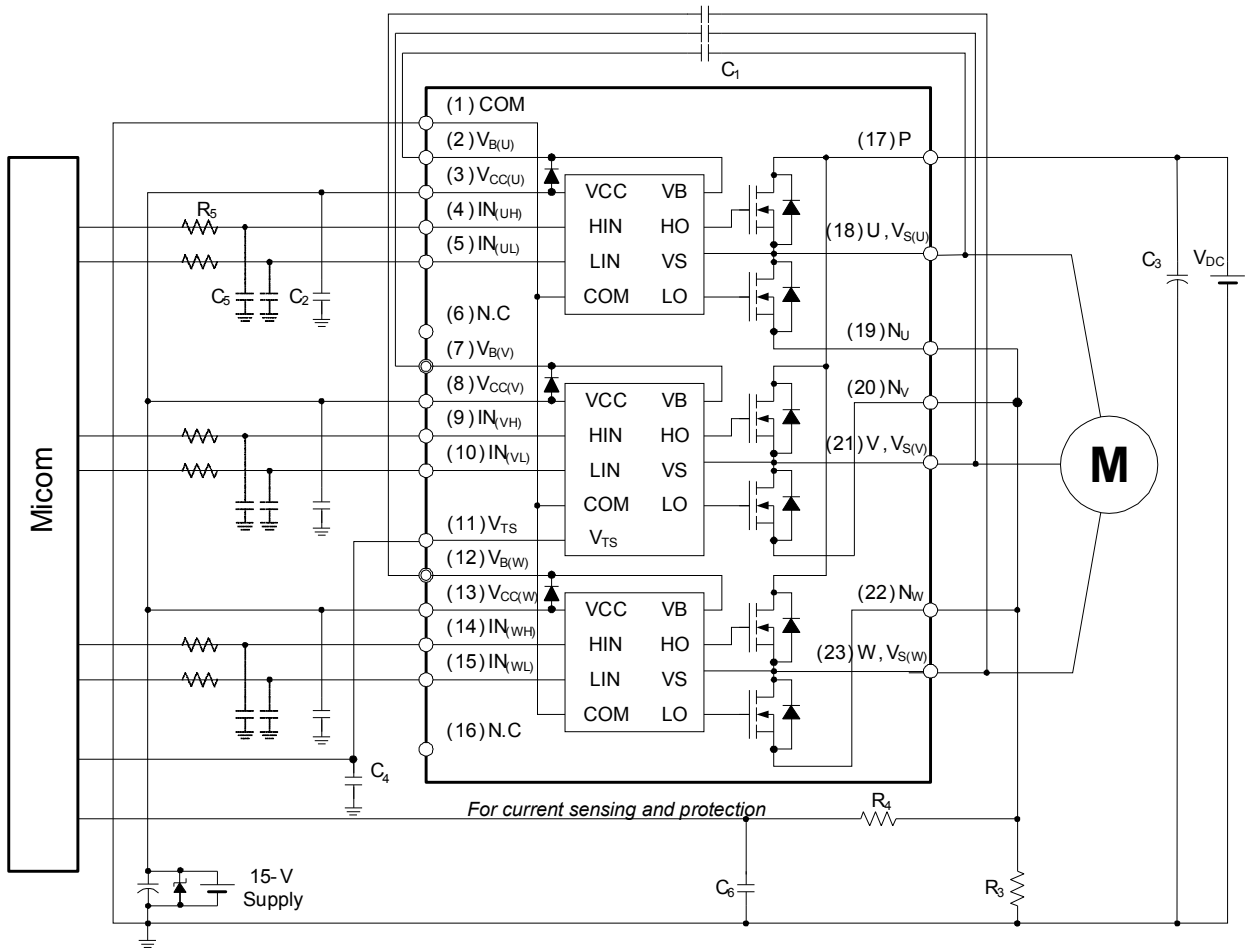 C1
(1) COM
(2) VB(U)
(3) VCC(U)
(4) IN(UH)
(5) IN(UL)
(6) N.C
(7) VB(V)
(8) VCC(V)
(9) IN(VH)
(10) IN(VL)
(11) VTS
(12) VB(W)
(13) VCC(W)
(14) IN(WH)
(15) IN(WL)
(16) N.C
VCC VB
HIN HO
LIN VS
COM LO
VCC VB
HIN HO
LIN VS
COM LO
VTS
VCC VB
HIN HO
LIN VS
COM LO
(17) P
(18) U, VS(U)
(19) NU
(20) NV
(21) V, VS(V)
(22) NW
(23) W, VS(W)
Micom
R5
C5
C2
C4
C3
VDC
M
For current sensing and protection
R4
R3
C6
15-V
Supply